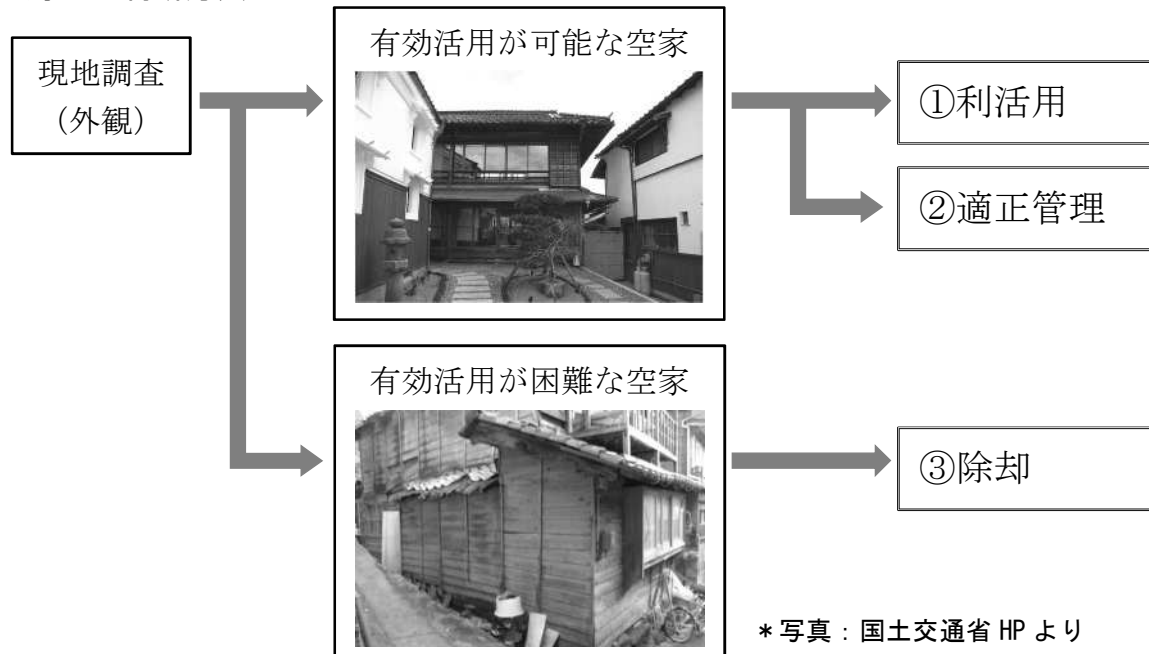 現地調査
（外観）
有効活用が可能な空家
①利活用
②適正管理
有効活用が困難な空家
③除却
＊写真：国土交通省 HP より